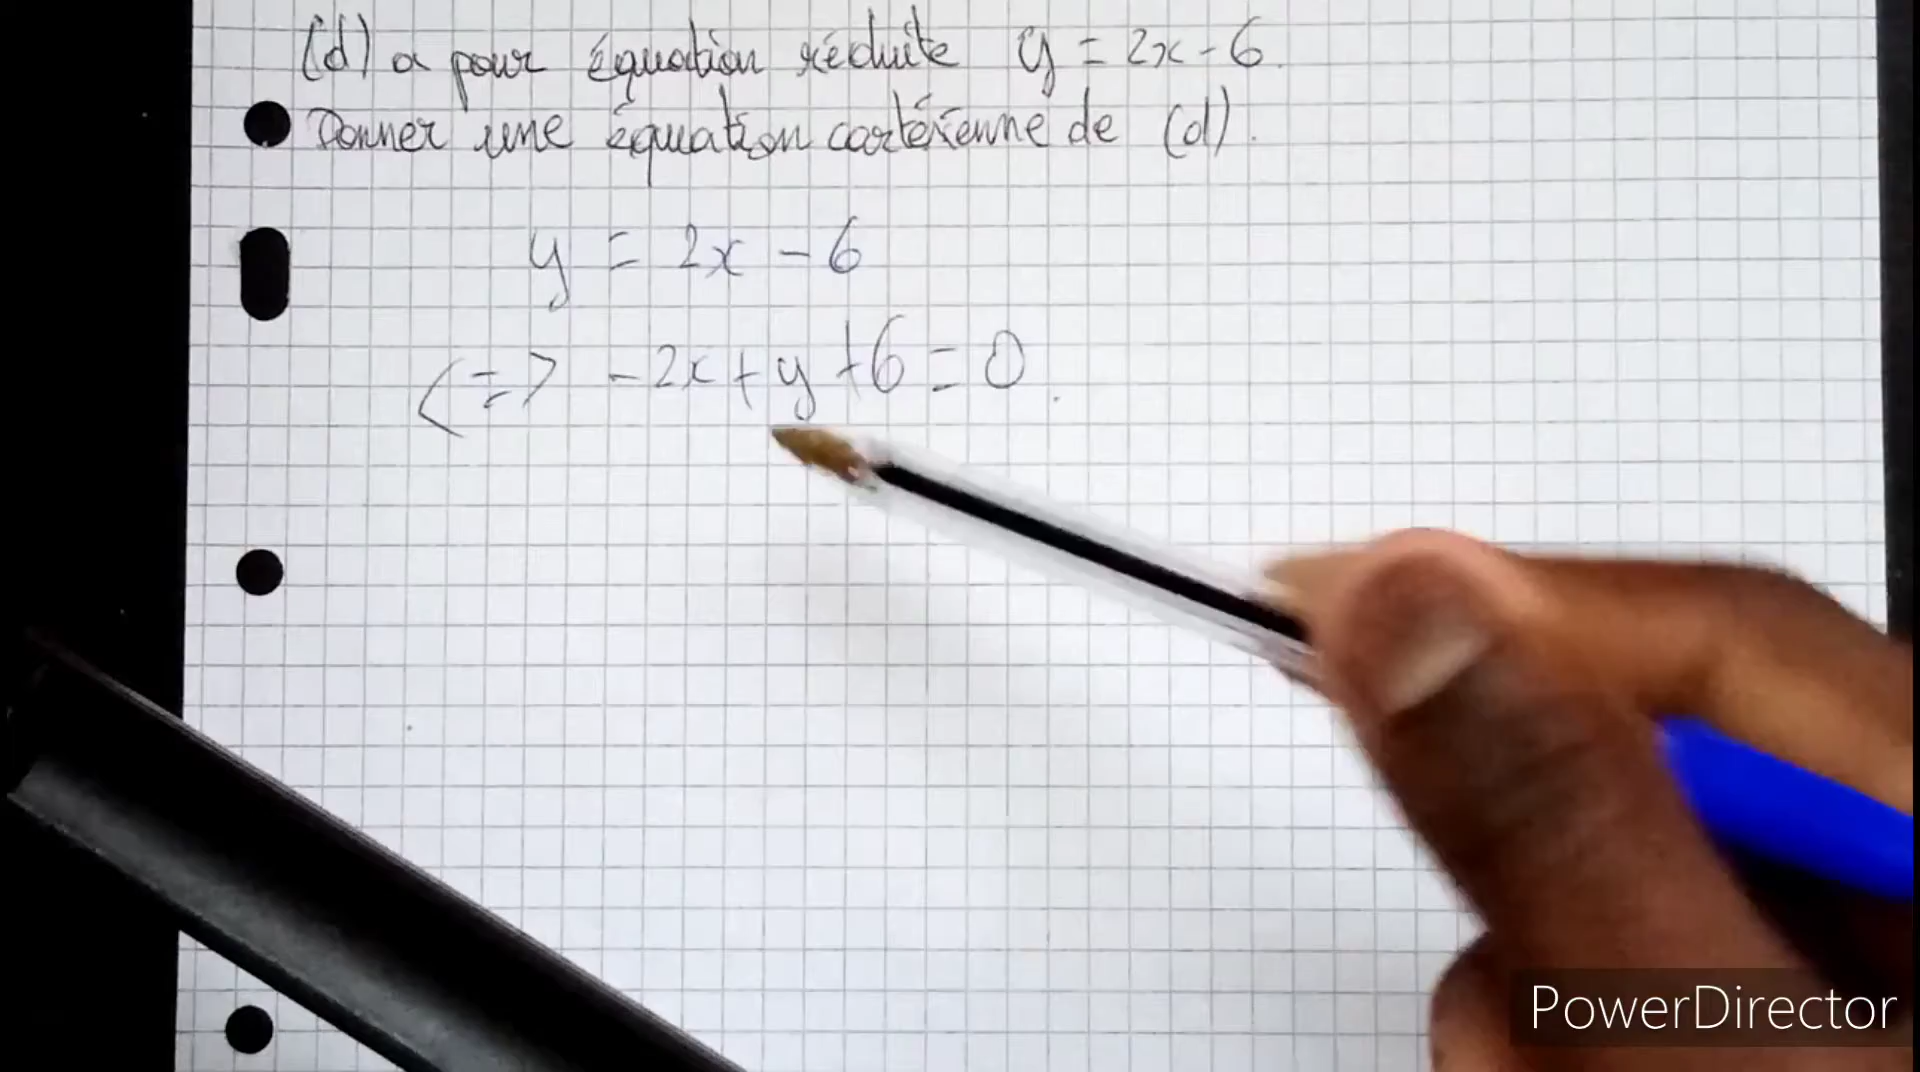 (d) a pour équation réduite y = 2x - 6.
Donner une équation cartésienne de (d).
y = 2x - 6
<=> -2x + y + 6 = 0.
PowerDirector